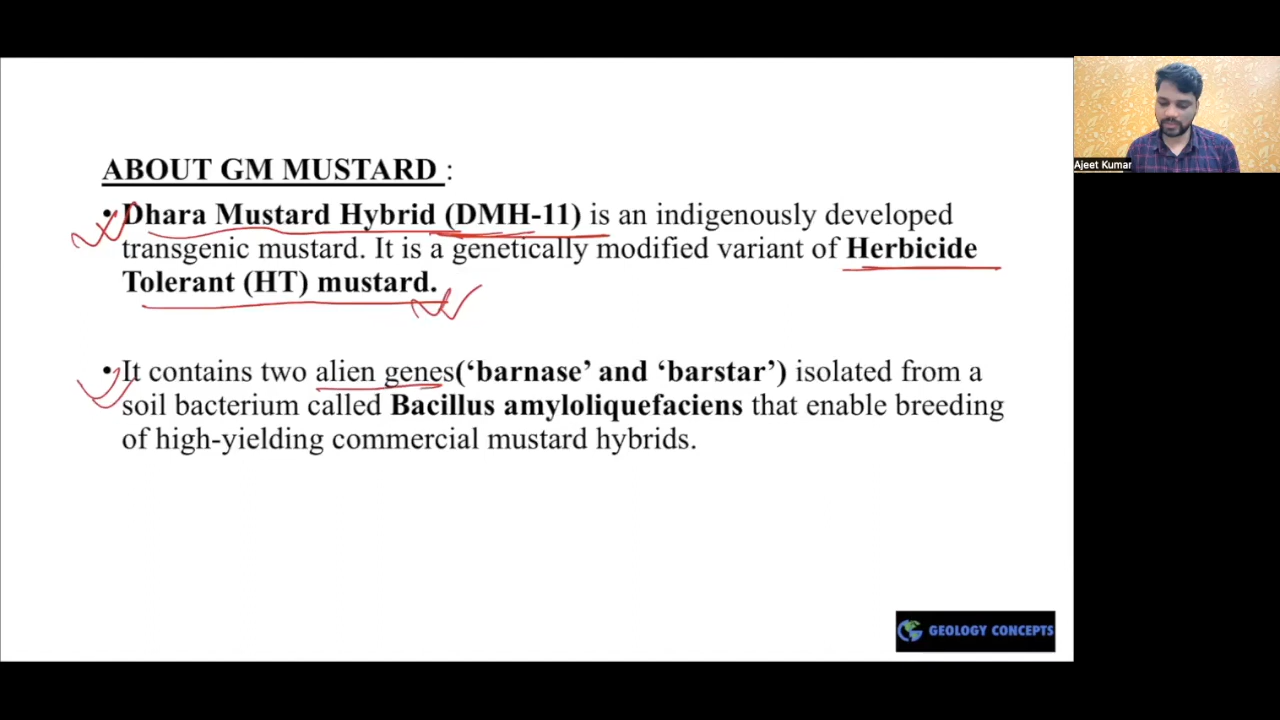 ABOUT GM MUSTARD :
• Dhara Mustard Hybrid (DMH-11) is an indigenously developed
transgenic mustard. It is a genetically modified variant of Herbicide
Tolerant (HT) mustard.
• It contains two alien genes(‘barnase’ and ‘barstar’) isolated from a
soil bacterium called Bacillus amyloliquefaciens that enable breeding
of high-yielding commercial mustard hybrids.
Ajeet Kumar
GEOLOGY CONCEPTS